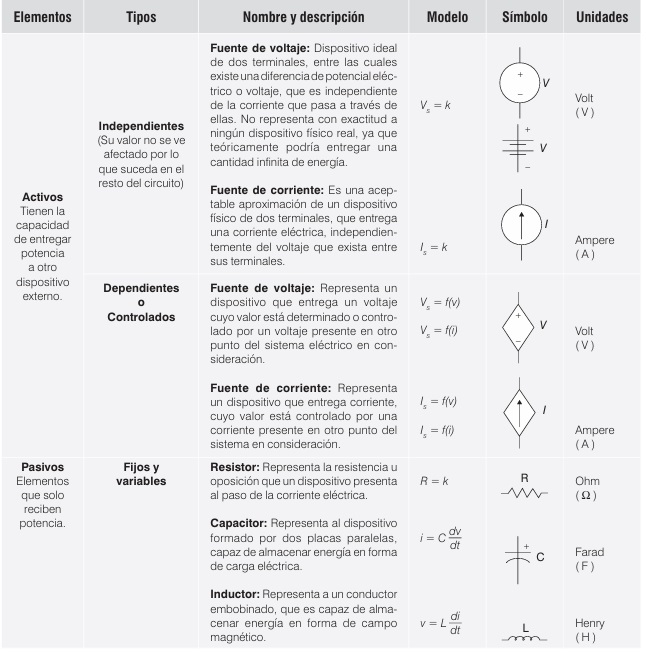 Elementos Tipos Nombre y descripción Modelo Símbolo Unidades
Activos
Tienen la
capacidad
de entregar
potencia
a otro
dispositivo
externo.
Independientes
(Su valor no se ve
afectado por lo
que suceda en el
resto del circuito)
Fuente de voltaje: Dispositivo ideal
de dos terminales, entre las cuales
existe una diferencia de potencial eléc-
trico o voltaje, que es independiente
de la corriente que pasa a través de
ellas. No representa con exactitud a
ningún dispositivo físico real, ya que
teóricamente podría entregar una
cantidad infinita de energía.
V_s = k
+
−
V
+
−
V
Volt
( V )
Fuente de corriente: Es una acep-
table aproximación de un dispositivo
físico de dos terminales, que entrega
una corriente eléctrica, independien-
temente del voltaje que exista entre
sus terminales.
I_s = k
I
Ampere
( A )
Dependientes
o
Controlados
Fuente de voltaje: Representa un
dispositivo que entrega un voltaje
cuyo valor está determinado o contro-
lado por un voltaje presente en otro
punto del sistema eléctrico en con-
sideración.
V_s = f(v)
V_s = f(i)
+
−
V
Volt
( V )
Fuente de corriente: Representa
un dispositivo que entrega corriente,
cuyo valor está controlado por una
corriente presente en otro punto del
sistema en consideración.
I_s = f(v)
I_s = f(i)
I
Ampere
( A )
Pasivos
Elementos
que solo
reciben
potencia.
Fijos y
variables
Resistor: Representa la resistencia u
oposición que un dispositivo presenta
al paso de la corriente eléctrica.
R = k
R
Ohm
( Ω )
Capacitor: Representa al dispositivo
formado por dos placas paralelas,
capaz de almacenar energía en forma
de carga eléctrica.
i = C dv/dt
+
C
Farad
( F )
Inductor: Representa a un conductor
embobinado, que es capaz de alma-
cenar energía en forma de campo
magnético.
v = L di/dt
L
Henry
( H )